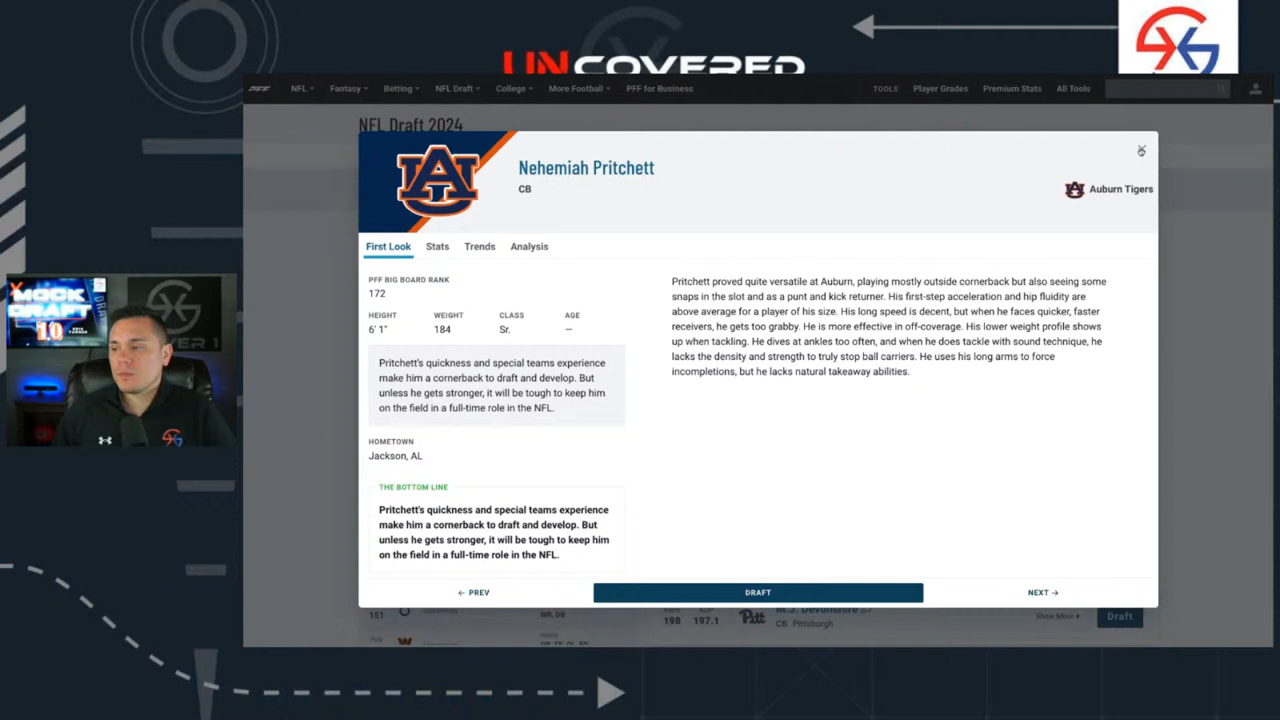 UNCOVERED
PFF NFL Fantasy Betting NFL Draft College More Football PFF for Business TOOLS Player Grades Premium Stats All Tools
NFL Draft 2024
Nehemiah Pritchett
CB
Auburn Tigers
First Look Stats Trends Analysis
PFF BIG BOARD RANK
172
HEIGHT WEIGHT CLASS AGE
6' 1" 184 Sr. —
Pritchett's quickness and special teams experience
make him a cornerback to draft and develop. But
unless he gets stronger, it will be tough to keep him
on the field in a full-time role in the NFL.
HOMETOWN
Jackson, AL
THE BOTTOM LINE
Pritchett's quickness and special teams experience
make him a cornerback to draft and develop. But
unless he gets stronger, it will be tough to keep him
on the field in a full-time role in the NFL.
Pritchett proved quite versatile at Auburn, playing mostly outside cornerback but also seeing some
snaps in the slot and as a punt and kick returner. His first-step acceleration and hip fluidity are
above average for a player of his size. His long speed is decent, but when he faces quicker, faster
receivers, he gets too grabby. He is more effective in off-coverage. His lower weight profile shows
up when tackling. He dives at ankles too often, and when he does tackle with sound technique, he
lacks the density and strength to truly stop ball carriers. He uses his long arms to force
incompletions, but he lacks natural takeaway abilities.
← PREV DRAFT NEXT →
151
Rank
198 197.1 Pitt M.J. Devonshire
CB Pittsburgh
Show More Draft
MOCK
DRAFT
1.0